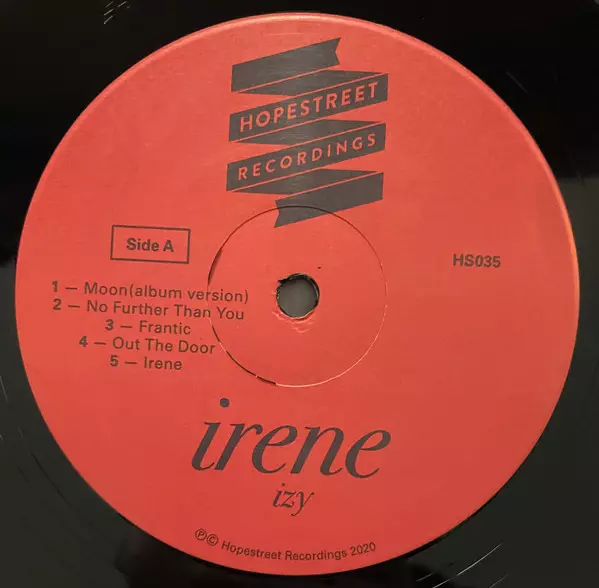 HOPESTREET
RECORDINGS
Side A
HS035
1 — Moon(album version)
2 — No Further Than You
3 — Frantic
4 — Out The Door
5 — Irene
irene
izy
℗© Hopestreet Recordings 2020